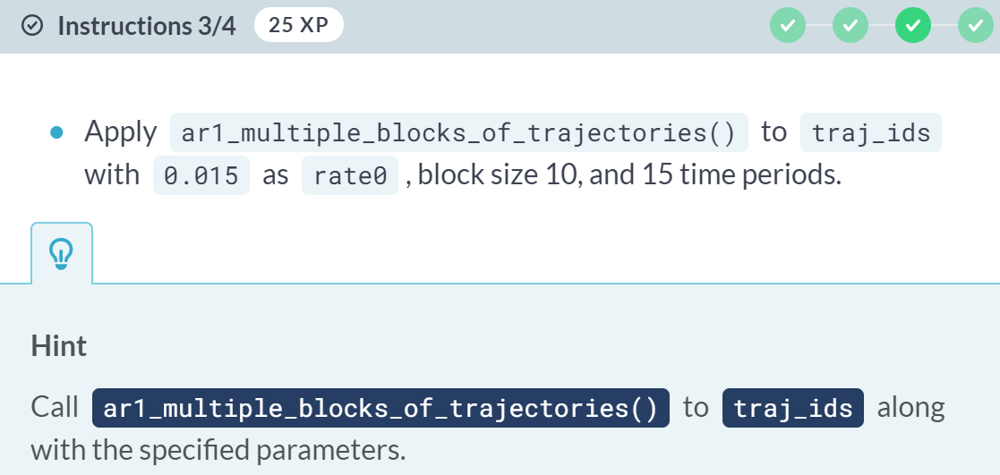 Instructions 3/4 25 XP
Apply ar1_multiple_blocks_of_trajectories() to traj_ids
with 0.015 as rate0 , block size 10, and 15 time periods.
Hint
Call ar1_multiple_blocks_of_trajectories() to traj_ids along
with the specified parameters.